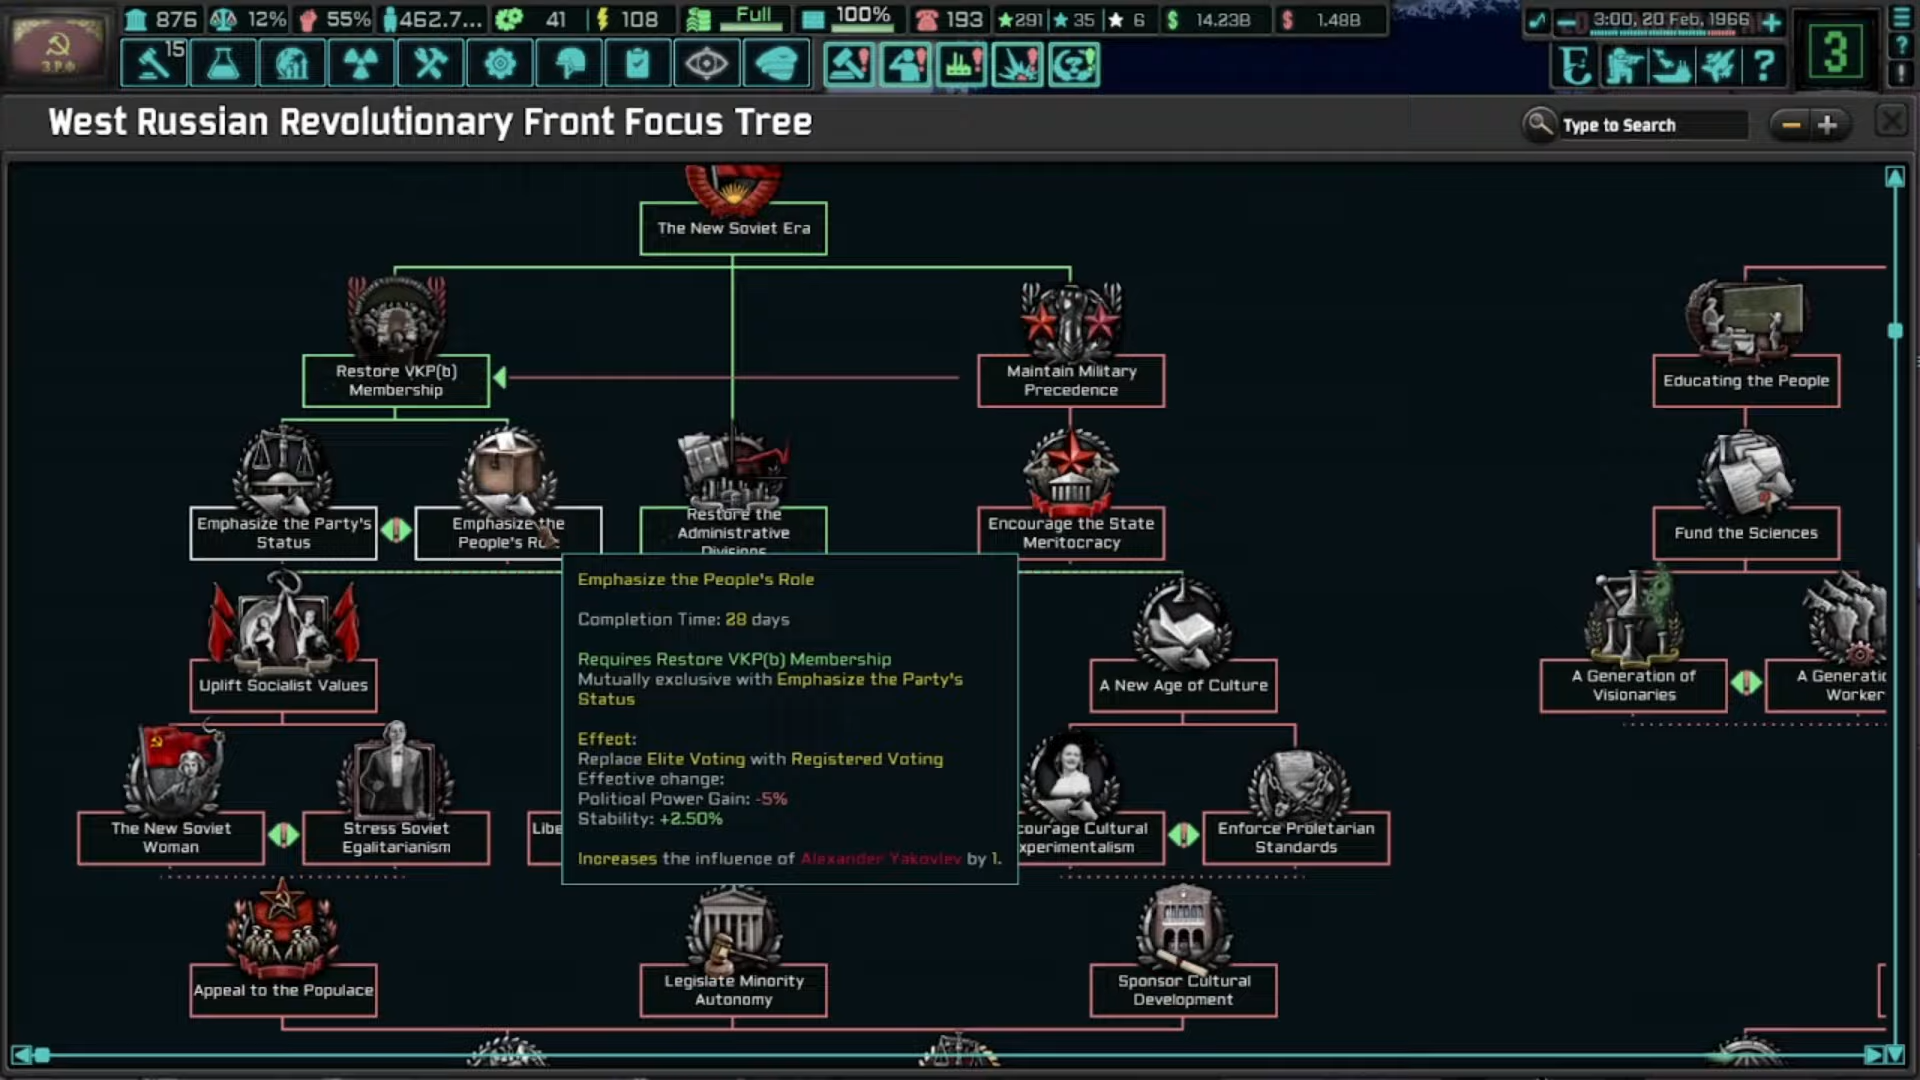 876 12% 55% 462.7... 41 108 Full 100% 193 291 35 6 $ 14.23B $ 1.49B 3:00, 20 Feb, 1966
З.Р.Ф
15
3
West Russian Revolutionary Front Focus Tree
Type to Search
The New Soviet Era
Restore VKP(b)
Membership
Maintain Military
Precedence
Educating the People
Emphasize the Party's
Status
Emphasize the
People's
Restore the
Administrative
Divisions
Encourage the State
Meritocracy
Fund the Sciences
Emphasize the People's Role
Completion Time: 28 days
Requires Restore VKP(b) Membership
Mutually exclusive with Emphasize the Party's
Status
Effect:
Replace Elite Voting with Registered Voting
Effective change:
Political Power Gain: -5%
Stability: +2.50%
Increases the influence of Alexander Yakovlev by 1.
Uplift Socialist Values
A New Age of Culture
A Generation of
Visionaries
A Generatio
Worker
The New Soviet
Woman
Stress Soviet
Egalitarianism
Libe
courage Cultural
xperimentalism
Enforce Proletarian
Standards
Appeal to the Populace
Legislate Minority
Autonomy
Sponsor Cultural
Development